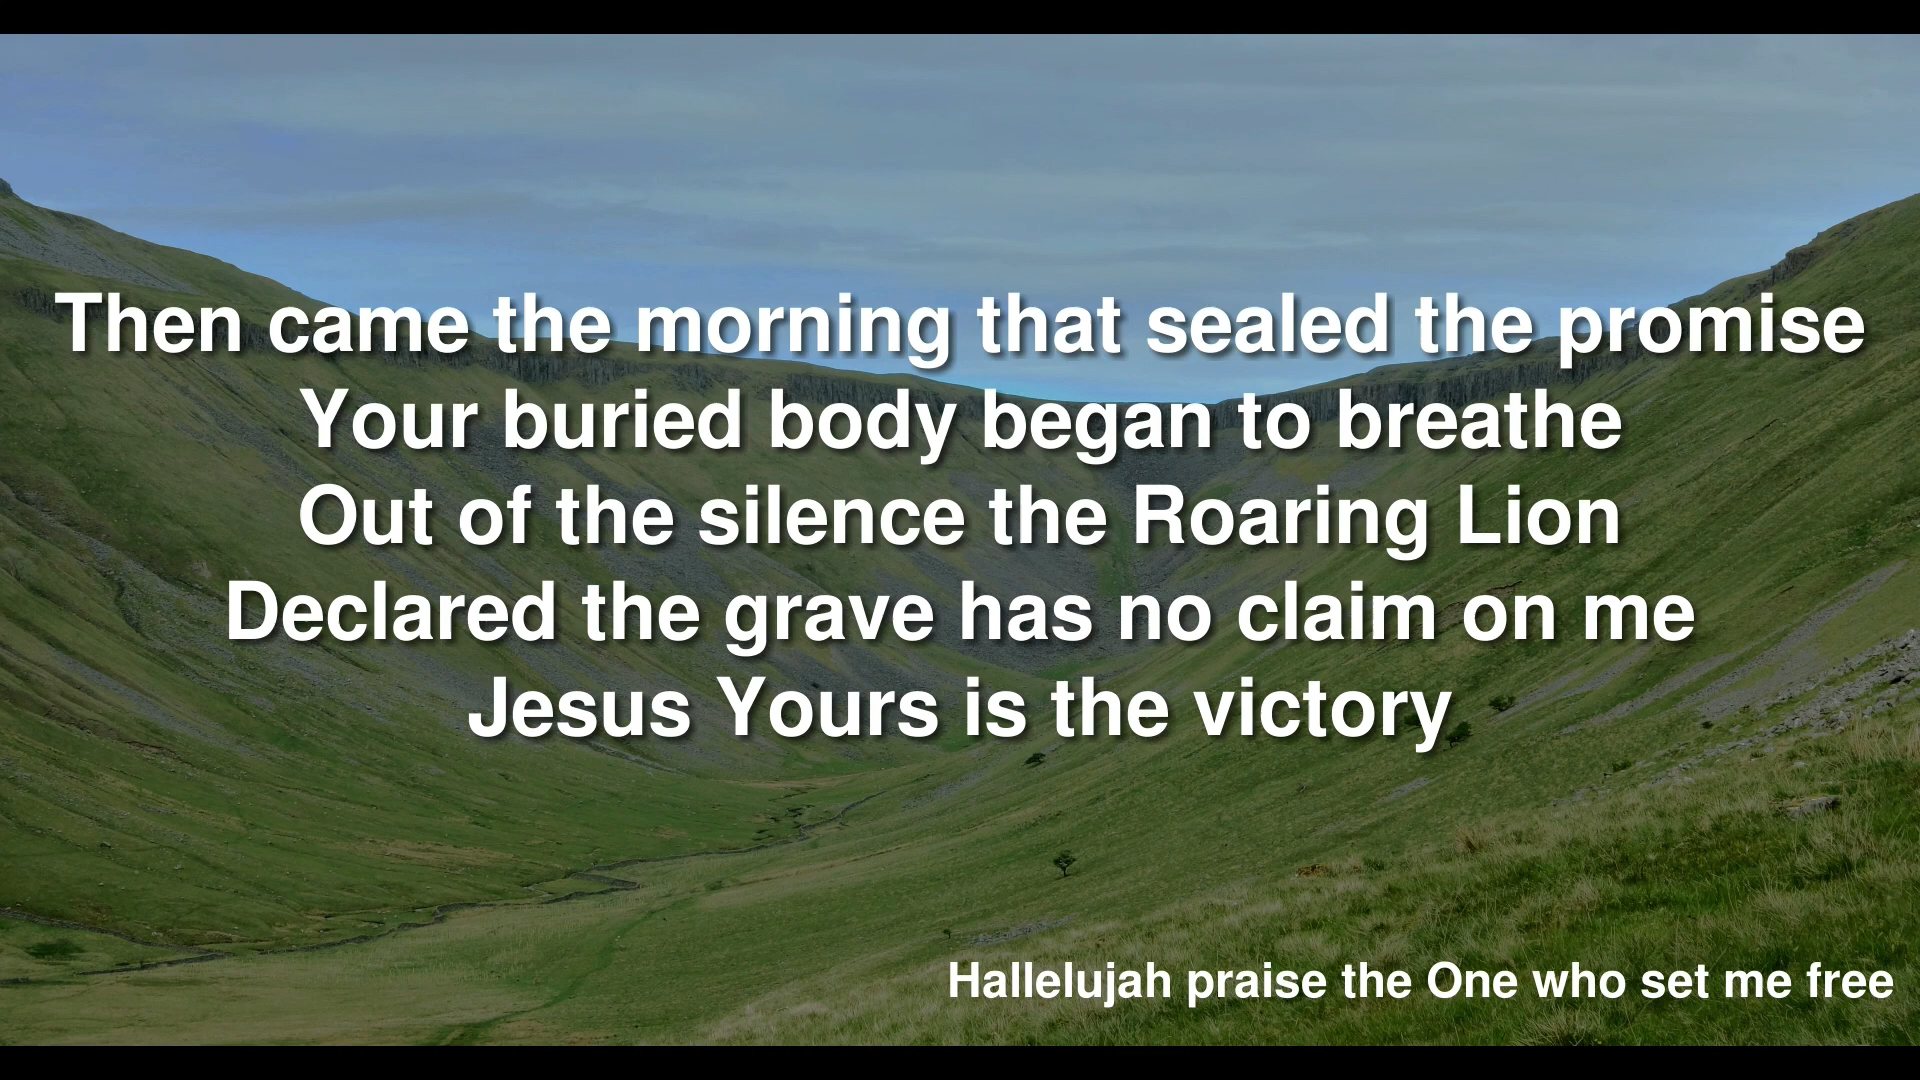 Then came the morning that sealed the promise
Your buried body began to breathe
Out of the silence the Roaring Lion
Declared the grave has no claim on me
Jesus Yours is the victory
Hallelujah praise the One who set me free